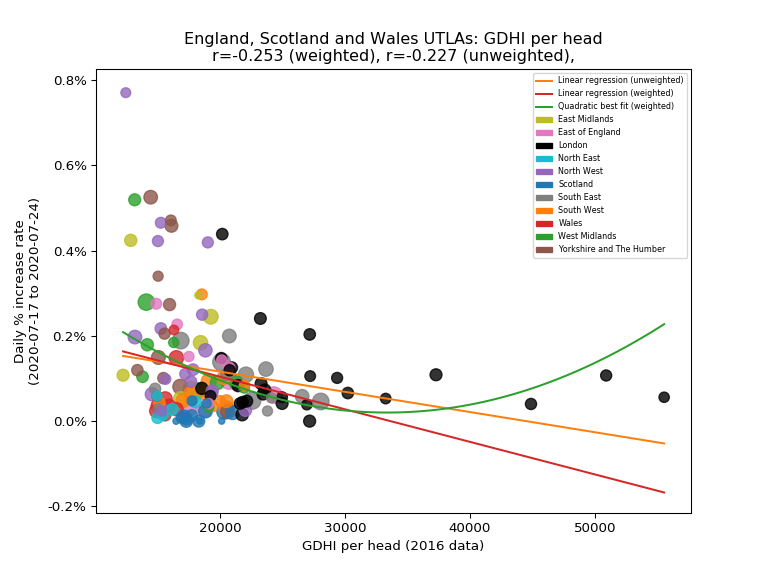 England, Scotland and Wales UTLAs: GDHI per head
r=-0.253 (weighted), r=-0.227 (unweighted),
0.8%
0.6%
0.4%
0.2%
0.0%
-0.2%
Daily % increase rate
(2020-07-17 to 2020-07-24)
Linear regression (unweighted)
Linear regression (weighted)
Quadratic best fit (weighted)
East Midlands
East of England
London
North East
North West
Scotland
South East
South West
Wales
West Midlands
Yorkshire and The Humber
20000
30000
40000
50000
GDHI per head (2016 data)